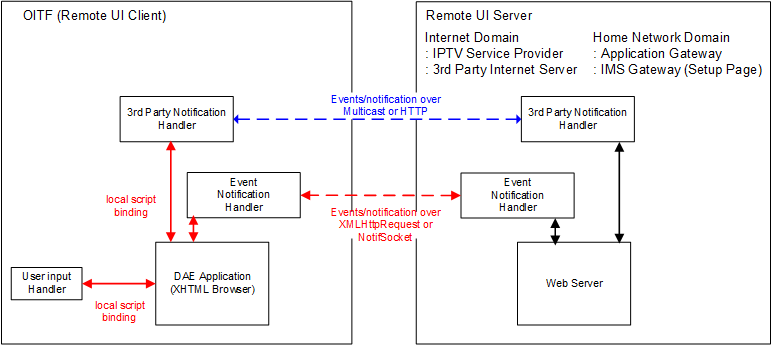 OITF (Remote UI Client)
Remote UI Server
Internet Domain
: IPTV Service Provider
: 3rd Party Internet Server
Home Network Domain
: Application Gateway
: IMS Gateway (Setup Page)
3rd Party Notification
Handler
Events/notification over
Multicast or HTTP
3rd Party Notification
Handler
local script
binding
Event
Notification
Handler
Events/notification over
XMLHttpRequest or
NotifSocket
Event
Notification
Handler
User input
Handler
local script
binding
DAE Application
(XHTML Browser)
Web Server